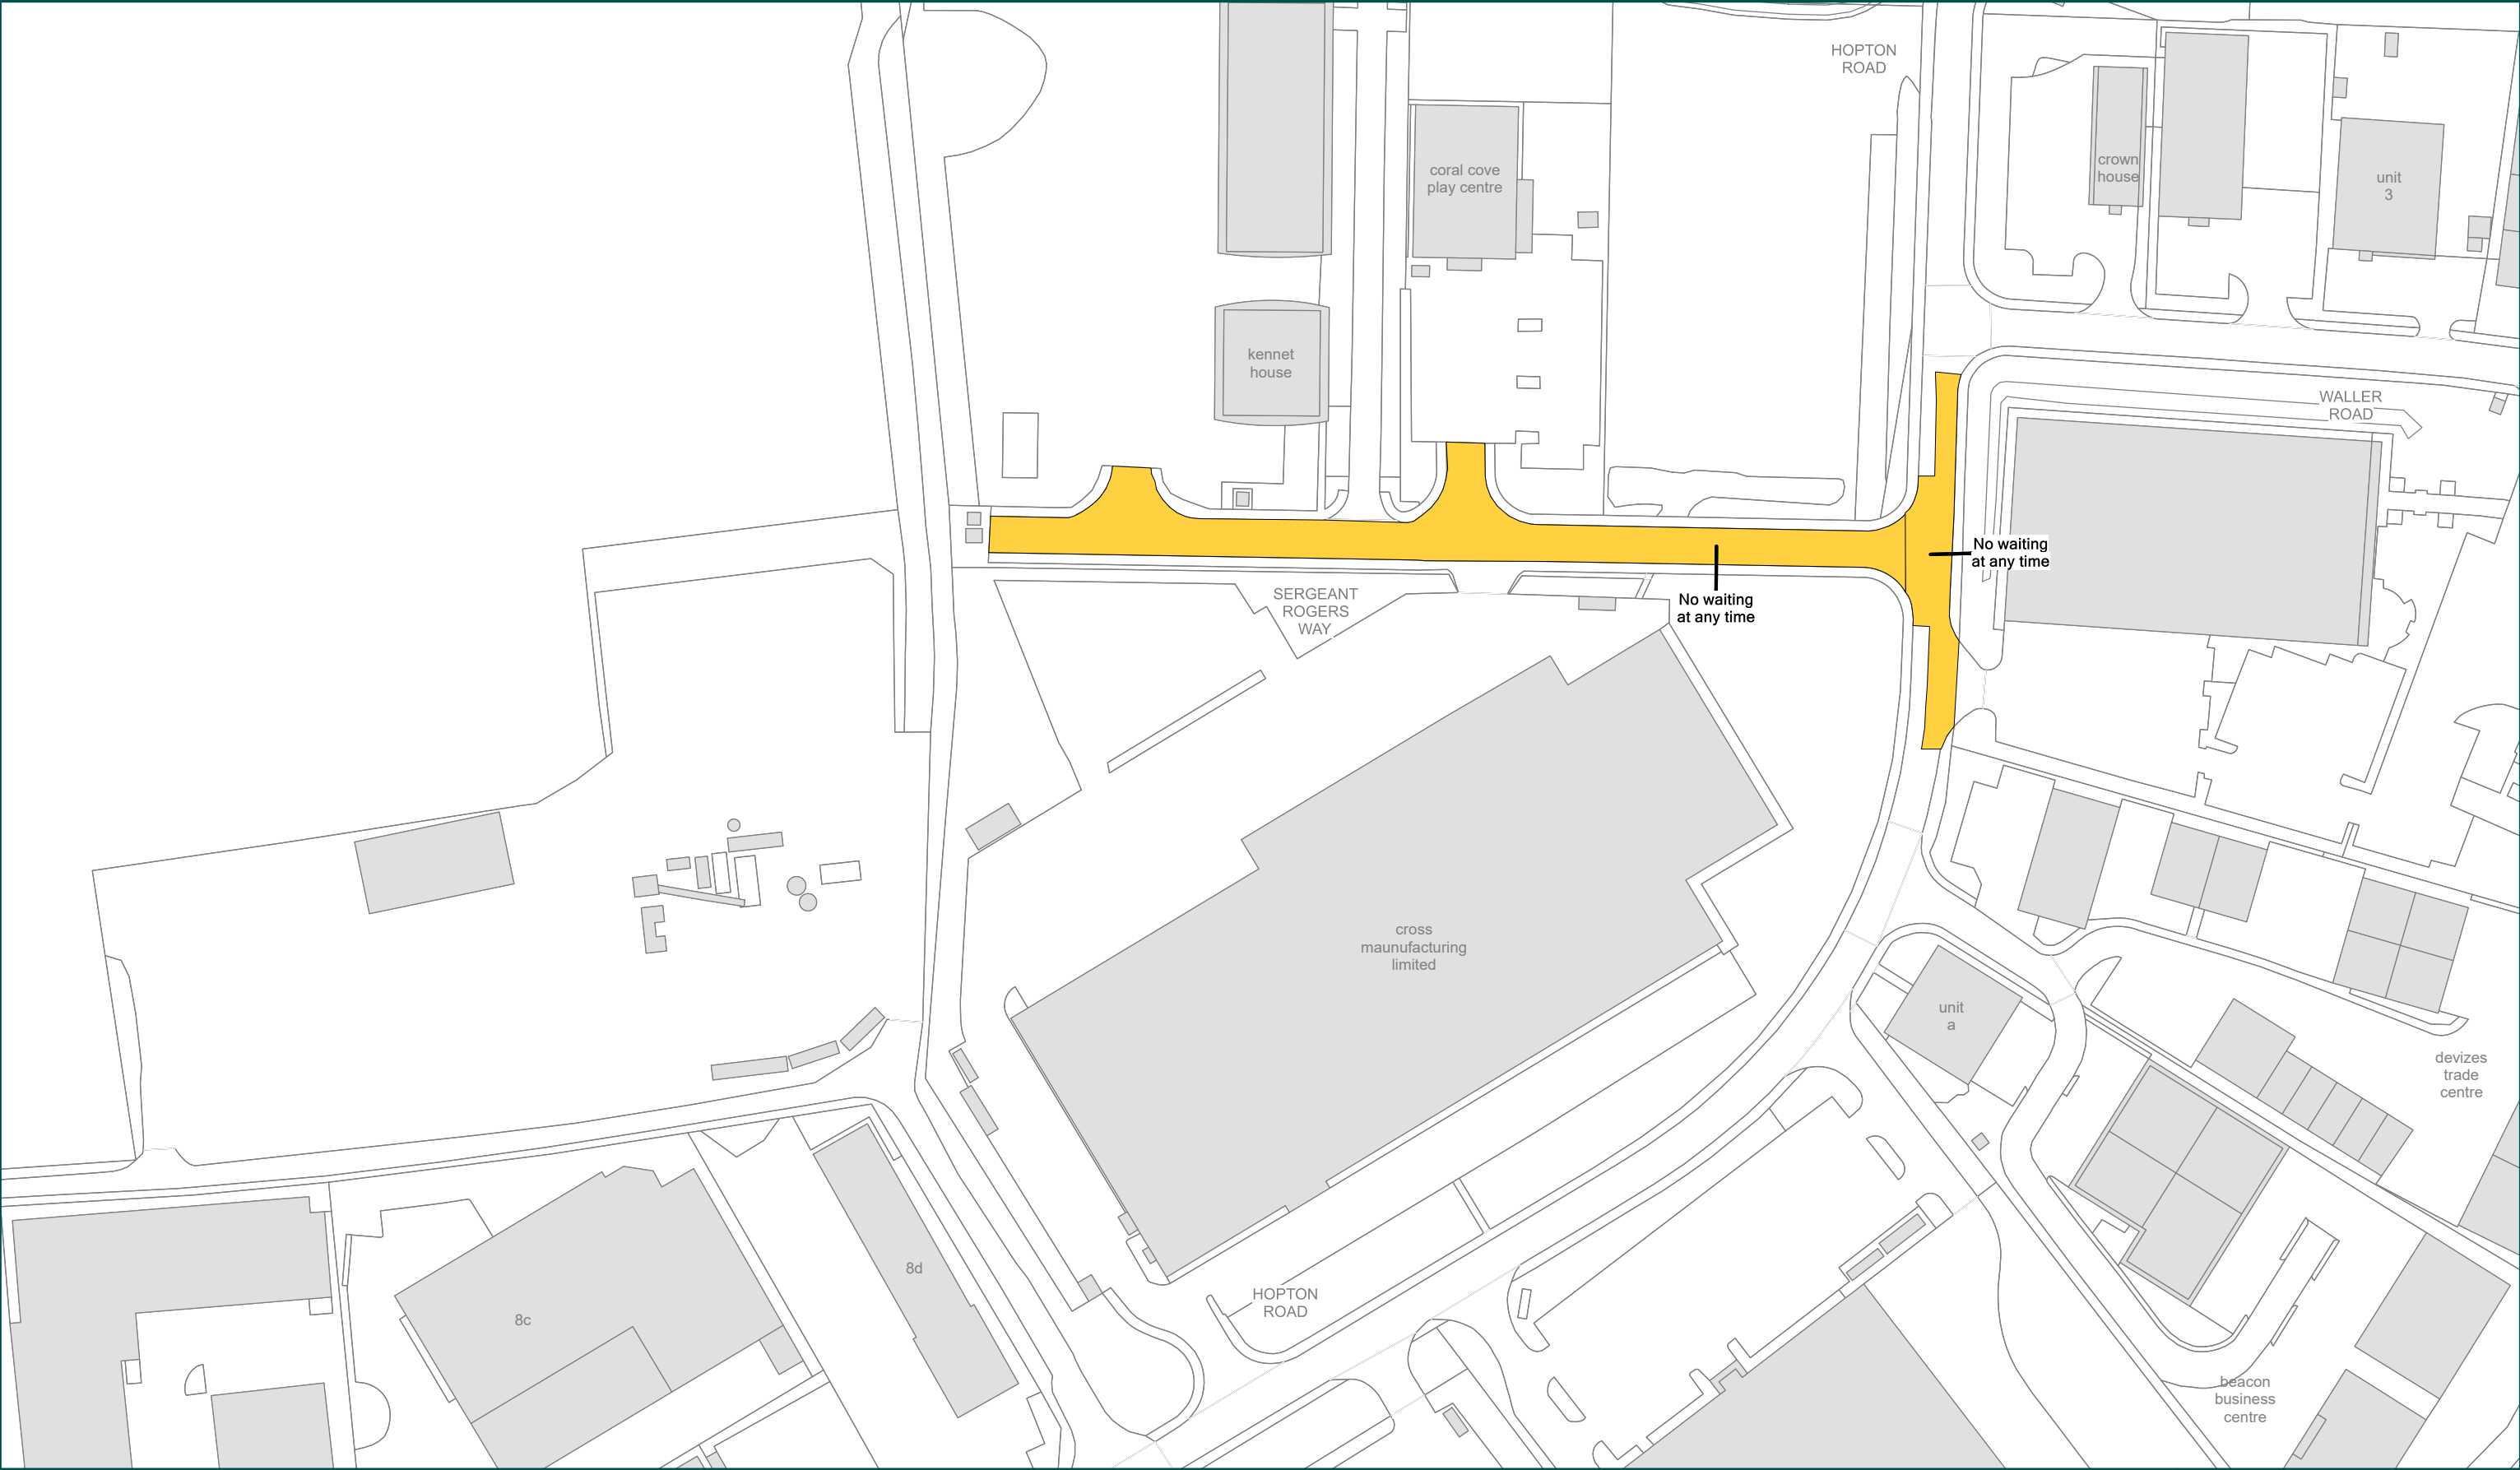 HOPTON
ROAD
crown
house
unit
3
coral cove
play centre
kennet
house
WALLER
ROAD
No waiting
at any time
SERGEANT
ROGERS
WAY
No waiting
at any time
cross
maunufacturing
limited
unit
a
devizes
trade
centre
8d
HOPTON
ROAD
8c
beacon
business
centre